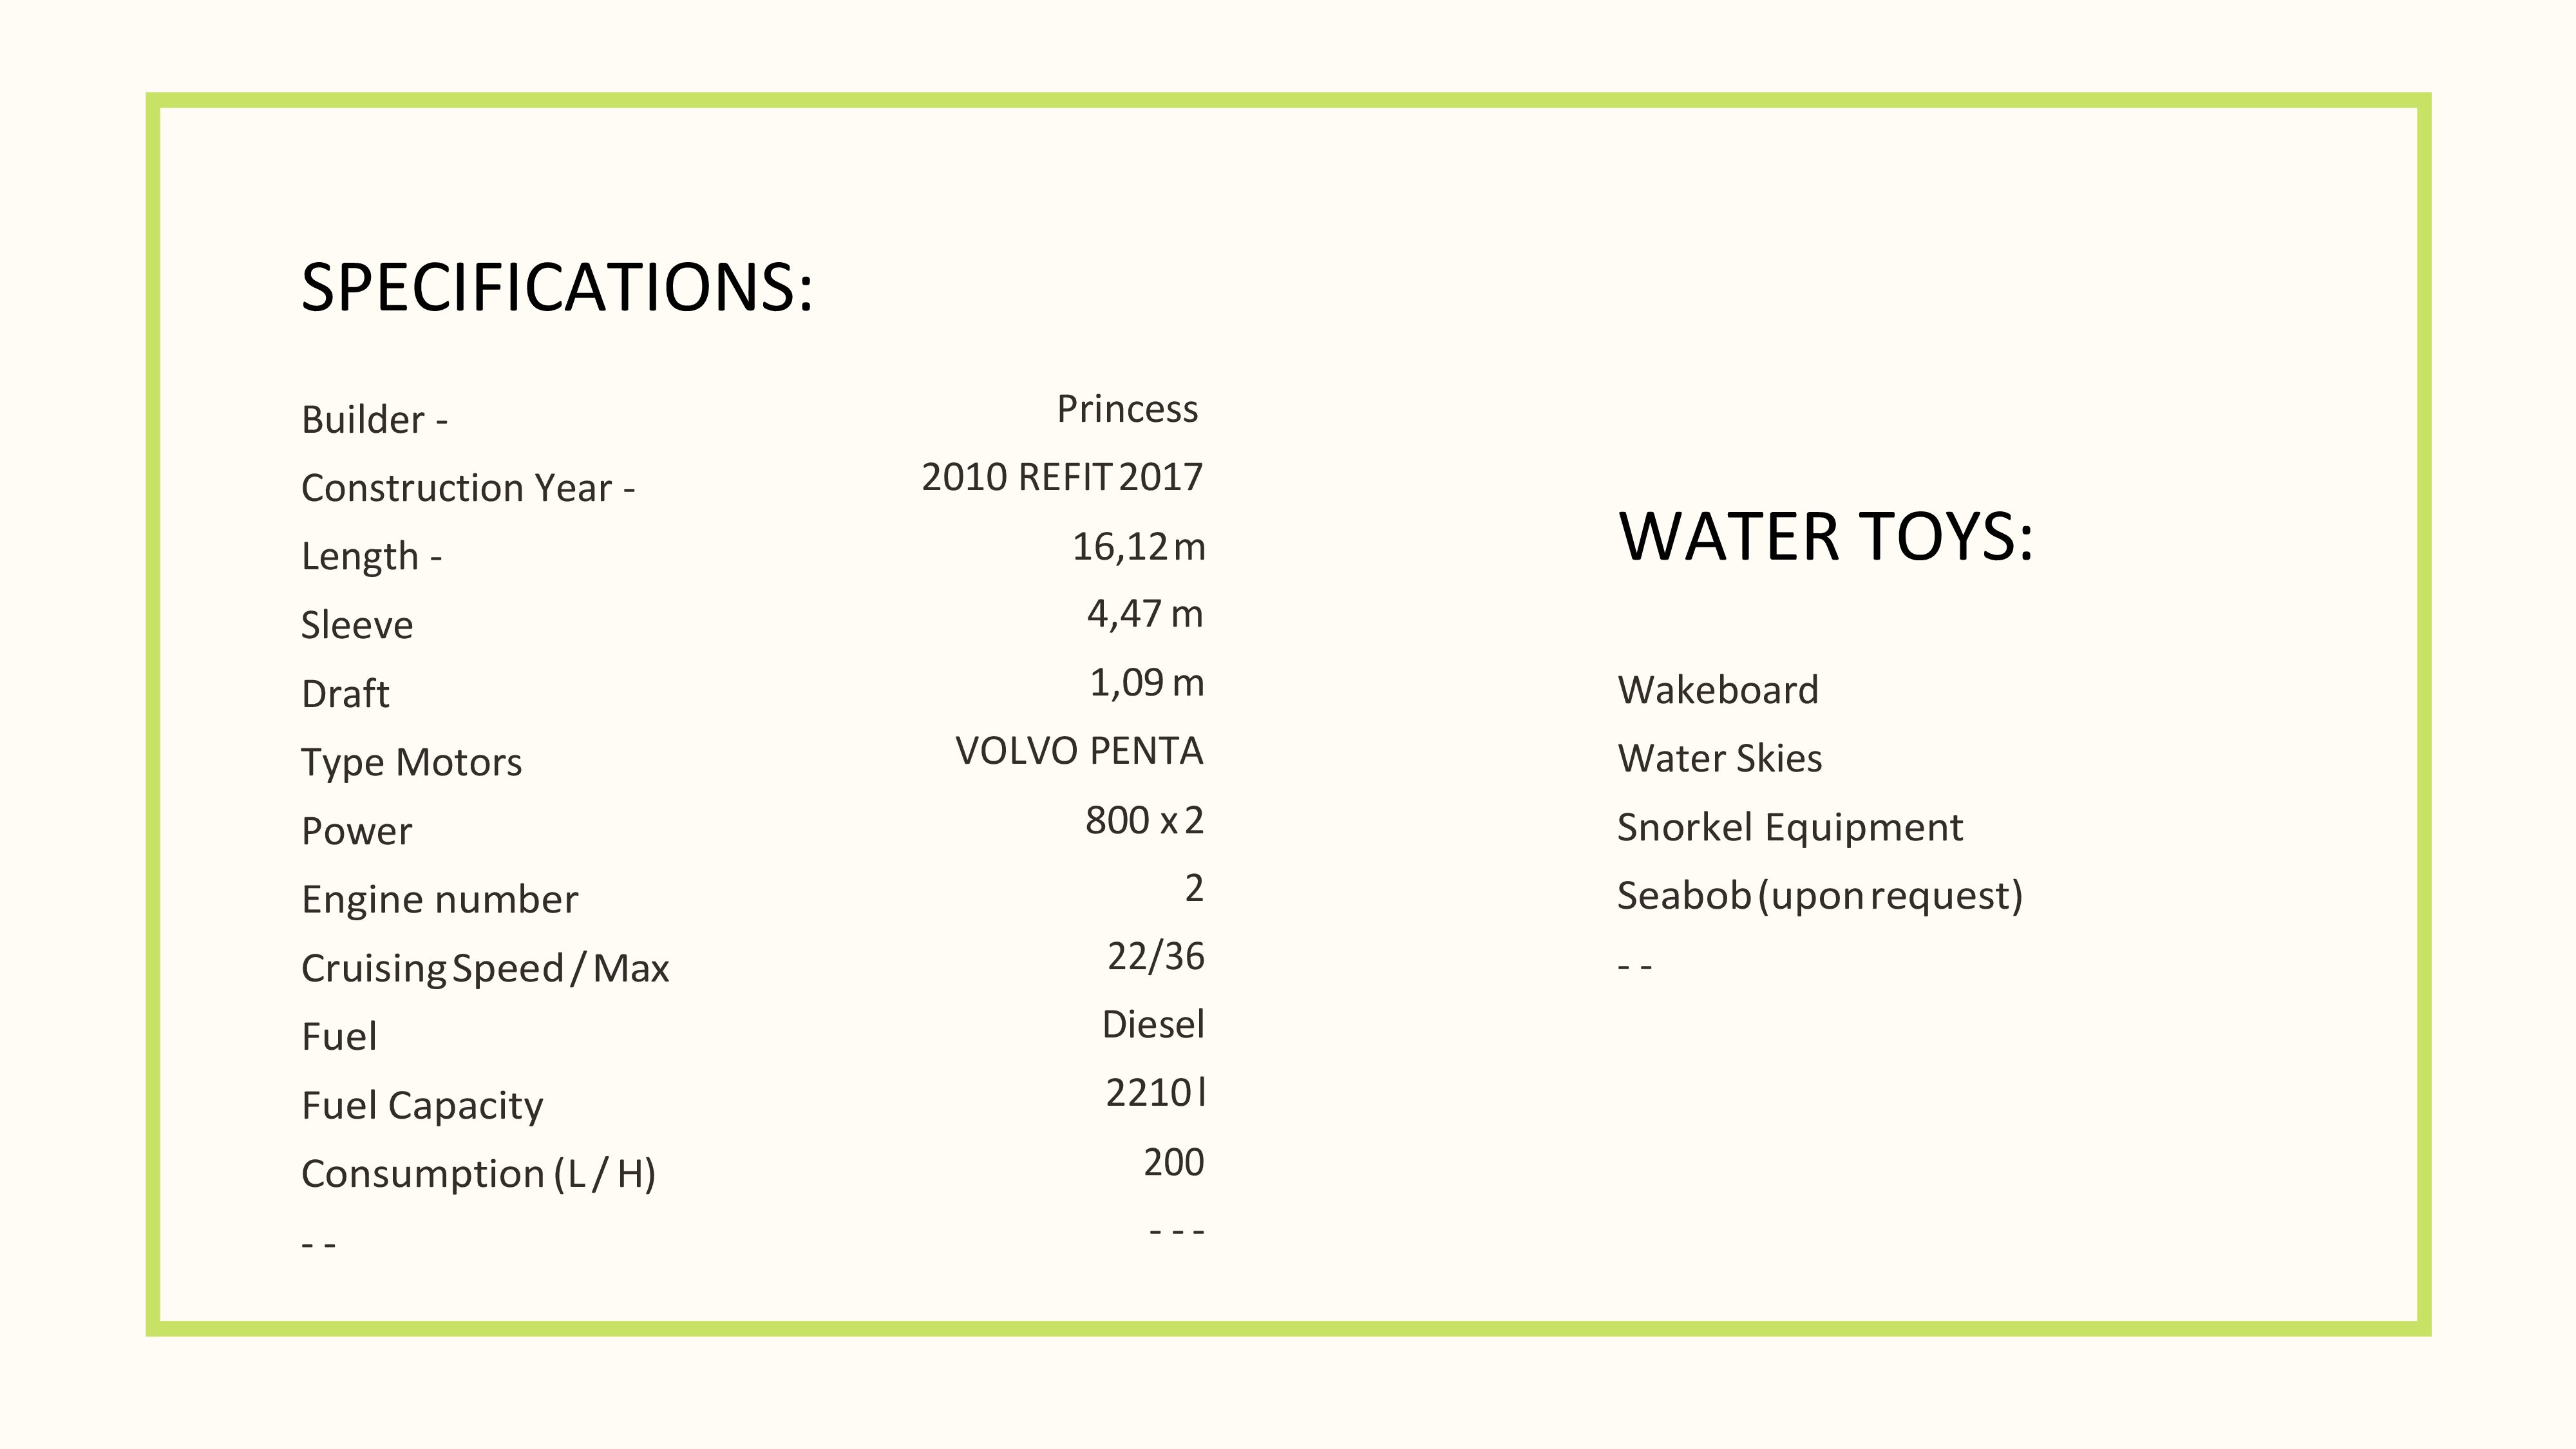 SPECIFICATIONS:
Builder - Princess
Construction Year - 2010 REFIT 2017
Length - 16,12 m
Sleeve 4,47 m
Draft 1,09 m
Type Motors VOLVO PENTA
Power 800 x 2
Engine number 2
Cruising Speed / Max 22/36
Fuel Diesel
Fuel Capacity 2210 l
Consumption (L / H) 200
- - - - -
WATER TOYS:
Wakeboard
Water Skies
Snorkel Equipment
Seabob (upon request)
- -